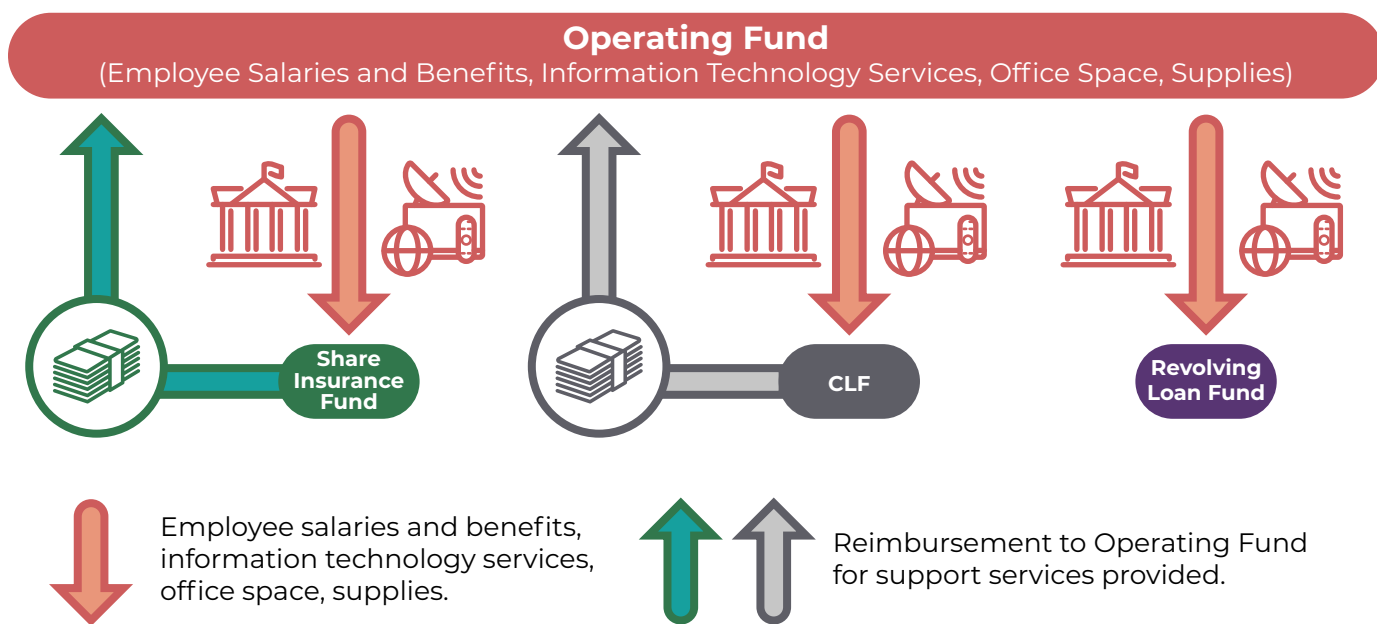 Operating Fund
(Employee Salaries and Benefits, Information Technology Services, Office Space, Supplies)
Share
Insurance
Fund
CLF
Revolving
Loan Fund
Employee salaries and benefits,
information technology services,
office space, supplies.
Reimbursement to Operating Fund
for support services provided.